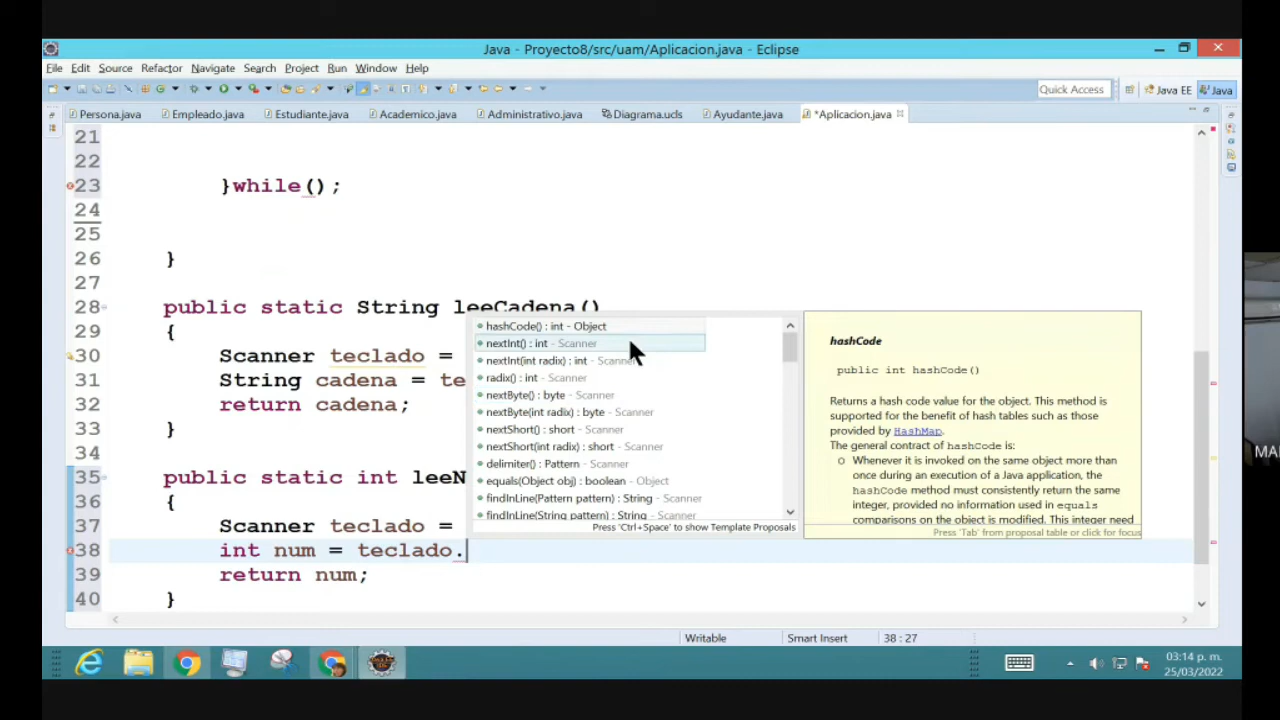 Java - Proyecto8/src/uam/Aplicacion.java - Eclipse
File Edit Source Refactor Navigate Search Project Run Window Help
Quick Access
Java EE
Java
Persona.java
Empleado.java
Estudiante.java
Academico.java
Administrativo.java
Diagrama.ucls
Ayudante.java
*Aplicacion.java
21
22
23 }while();
24
25
26 }
27
28 public static String leeCadena()
29 {
30 Scanner teclado =
31 String cadena = te
32 return cadena;
33 }
34
35 public static int leeN
36 {
37 Scanner teclado =
38 int num = teclado.
39 return num;
40 }
hashCode() : int - Object
nextInt() : int - Scanner
nextInt(int radix) : int - Scanner
radix() : int - Scanner
nextByte() : byte - Scanner
nextByte(int radix) : byte - Scanner
nextShort() : short - Scanner
nextShort(int radix) : short - Scanner
delimiter() : Pattern - Scanner
equals(Object obj) : boolean - Object
findInLine(Pattern pattern) : String - Scanner
findInLine(String pattern) : String - Scanner
Press 'Ctrl+Space' to show Template Proposals
hashCode
public int hashCode()
Returns a hash code value for the object. This method is
supported for the benefit of hash tables such as those
provided by HashMap.
The general contract of hashCode is:
Whenever it is invoked on the same object more than
once during an execution of a Java application, the
hashCode method must consistently return the same
integer, provided no information used in equals
comparisons on the object is modified. This integer need
Press 'Tab' from proposal table or click for focus
Writable
Smart Insert
38 : 27
03:14 p. m.
25/03/2022